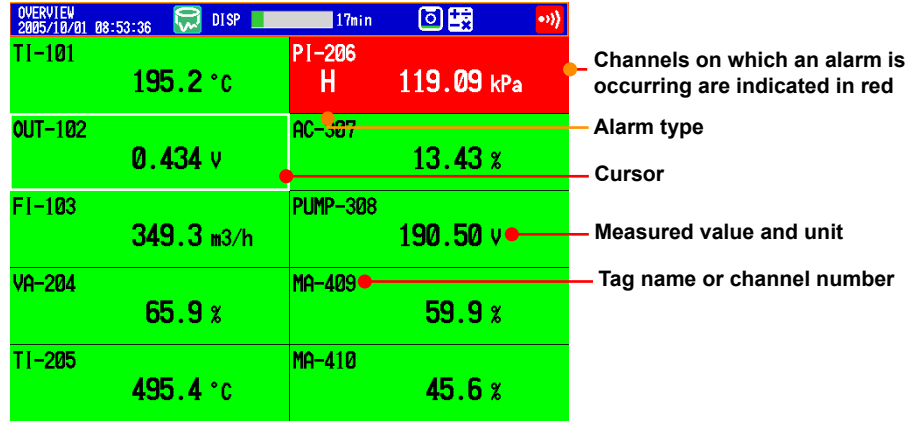 OVERVIEW
2005/10/01 08:53:36
DISP
17min
TI-101
195.2 °C
PI-206
H 119.09 kPa
Channels on which an alarm is
occurring are indicated in red
OUT-102
0.434 V
AC-307
13.43 %
Alarm type
Cursor
FI-103
349.3 m3/h
PUMP-308
190.50 V
Measured value and unit
VA-204
65.9 %
MA-409
59.9 %
Tag name or channel number
TI-205
495.4 °C
MA-410
45.6 %